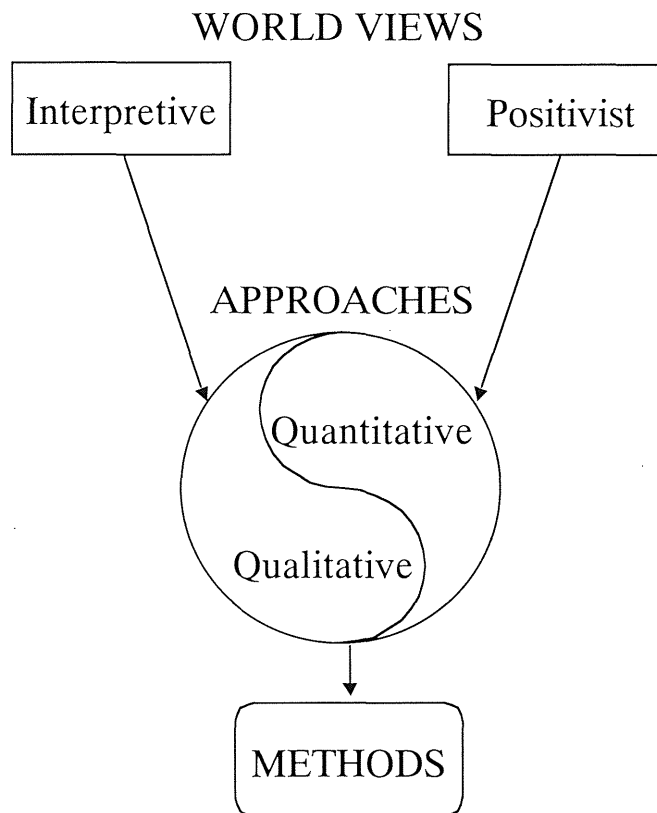 WORLD VIEWS
Interpretive
Positivist
APPROACHES
Quantitative
Qualitative
METHODS